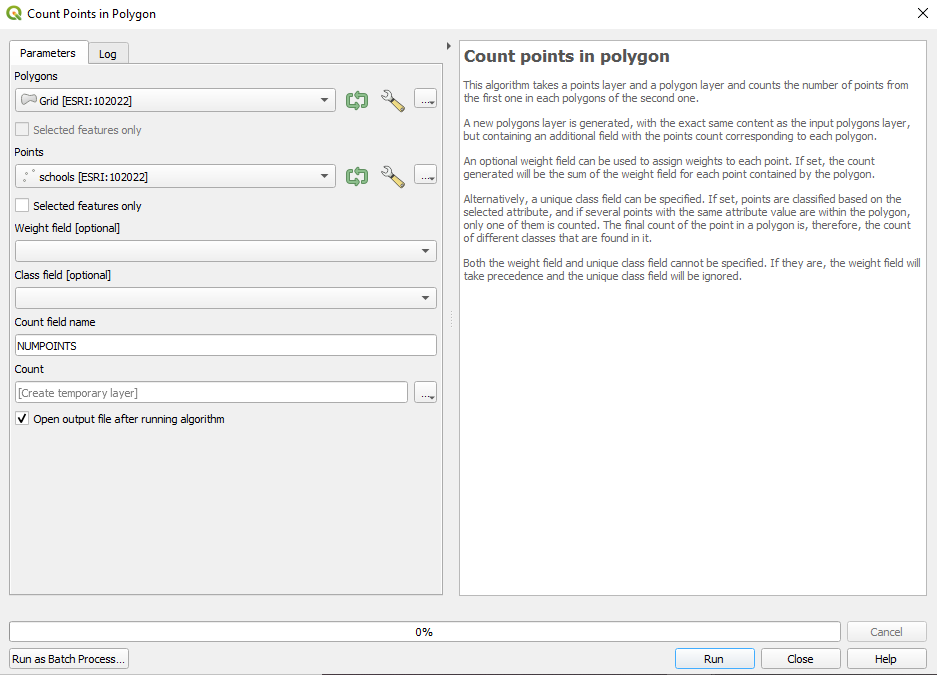 Count Points in Polygon
Parameters
Log
Polygons
Grid [ESRI:102022]
...
Selected features only
Points
schools [ESRI:102022]
...
Selected features only
Weight field [optional]
Class field [optional]
Count field name
NUMPOINTS
Count
[Create temporary layer]
...
Open output file after running algorithm
Count points in polygon
This algorithm takes a points layer and a polygon layer and counts the number of points from
the first one in each polygons of the second one.
A new polygons layer is generated, with the exact same content as the input polygons layer,
but containing an additional field with the points count corresponding to each polygon.
An optional weight field can be used to assign weights to each point. If set, the count
generated will be the sum of the weight field for each point contained by the polygon.
Alternatively, a unique class field can be specified. If set, points are classified based on the
selected attribute, and if several points with the same attribute value are within the polygon,
only one of them is counted. The final count of the point in a polygon is, therefore, the count
of different classes that are found in it.
Both the weight field and unique class field cannot be specified. If they are, the weight field will
take precedence and the unique class field will be ignored.
0%
Cancel
Run as Batch Process...
Run
Close
Help